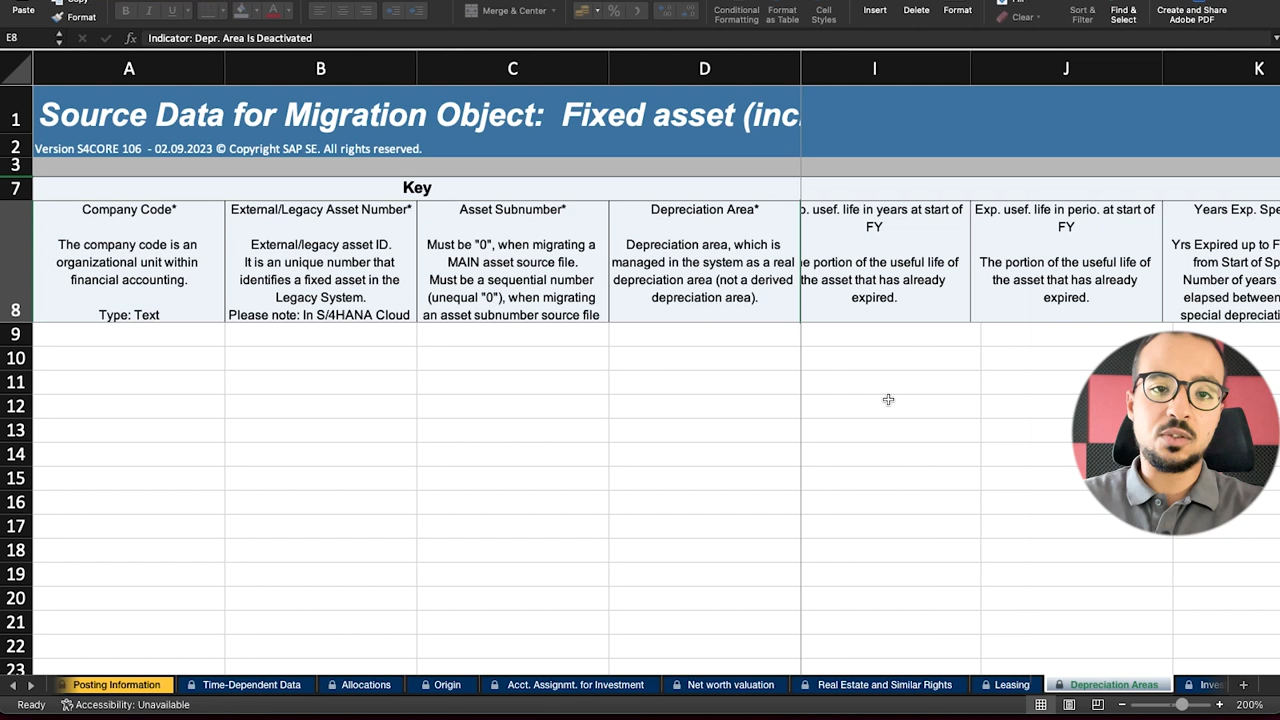 Paste
Copy
Format
B I U
A
Merge & Center
%
Conditional
Formatting
Format
as Table
Cell
Styles
Insert
Delete
Format
Fill
Clear
Sort &
Filter
Find &
Select
Create and Share
Adobe PDF
E8
fx
Indicator: Depr. Area Is Deactivated
A B C D I J K
1 Source Data for Migration Object: Fixed asset (inc
2 Version S4CORE 106 - 02.09.2023 © Copyright SAP SE. All rights reserved.
3
7 Key
8
Company Code*
The company code is an
organizational unit within
financial accounting.
Type: Text
External/Legacy Asset Number*
External/legacy asset ID.
It is an unique number that
identifies a fixed asset in the
Legacy System.
Please note: In S/4HANA Cloud
Asset Subnumber*
Must be "0", when migrating a
MAIN asset source file.
Must be a sequential number
(unequal "0"), when migrating
an asset subnumber source file
Depreciation Area*
Depreciation area, which is
managed in the system as a real
depreciation area (not a derived
depreciation area).
p. usef. life in years at start of
FY
e portion of the useful life of
the asset that has already
expired.
Exp. usef. life in perio. at start of
FY
The portion of the useful life of
the asset that has already
expired.
Years Exp. Spe
Yrs Expired up to F
from Start of Sp
Number of years
elapsed between
special depreciati
9
10
11
12
13
14
15
16
17
18
19
20
21
22
23
Posting Information
Time-Dependent Data
Allocations
Origin
Acct. Assignmt. for Investment
Net worth valuation
Real Estate and Similar Rights
Leasing
Depreciation Areas
Inves
+
Ready
Accessibility: Unavailable
200%